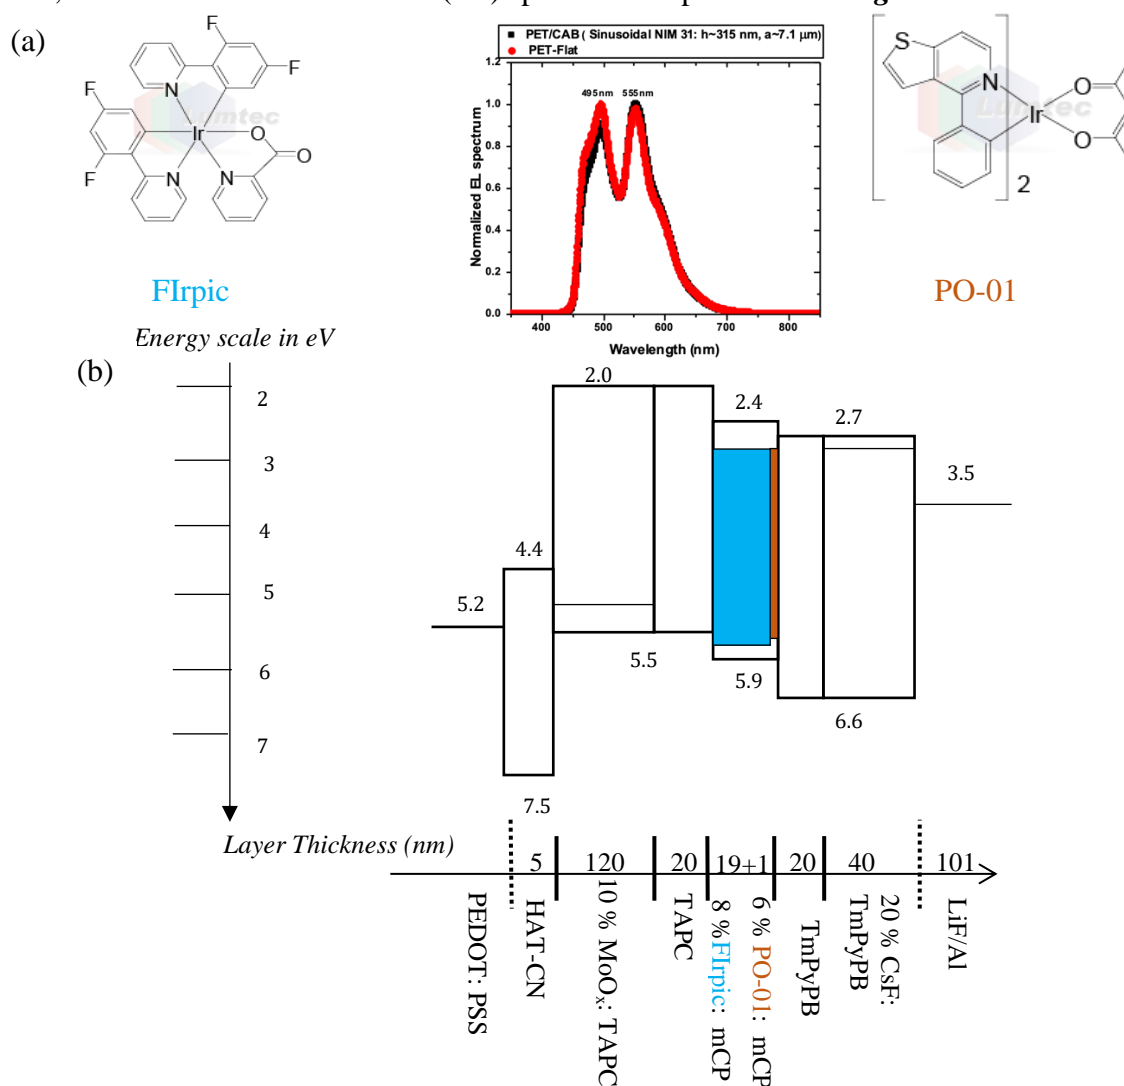 (a)
F
F
F
F
N
N
N
Ir
O
O
Lumtec
PET/CAB ( Sinusoidal NIM 31: h~315 nm, a~7.1 µm)
PET-Flat
Normalized EL spectrum
1.2
1.0
0.8
0.6
0.4
0.2
0.0
495nm
555nm
400
500
600
700
800
Wavelength (nm)
S
N
Ir
O
O
2
Lumtec
FIrpic
PO-01
Energy scale in eV
(b)
2
3
4
5
6
7
5.2
4.4
7.5
2.0
5.5
2.4
5.9
2.7
6.6
3.5
Layer Thickness (nm)
5
120
20
19+1
20
40
101
PEDOT: PSS
HAT-CN
10 % MoOx: TAPC
TAPC
8 %FIrpic: mCP
6 % PO-01: mCP
TmPyPB
TmPyPB
20 % CsF:
LiF/Al